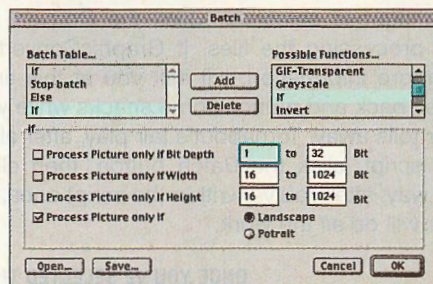 Batch
Batch Table...
If
Stop batch
Else
If
Add
Delete
Possible Functions...
GIF-Transparent
Grayscale
If
Invert
If
Process Picture only If Bit Depth 1 to 32 Bit
Process Picture only If Width 16 to 1024 Bit
Process Picture only If Height 16 to 1024 Bit
Process Picture only If
Landscape
Potrait
Open... Save... Cancel OK